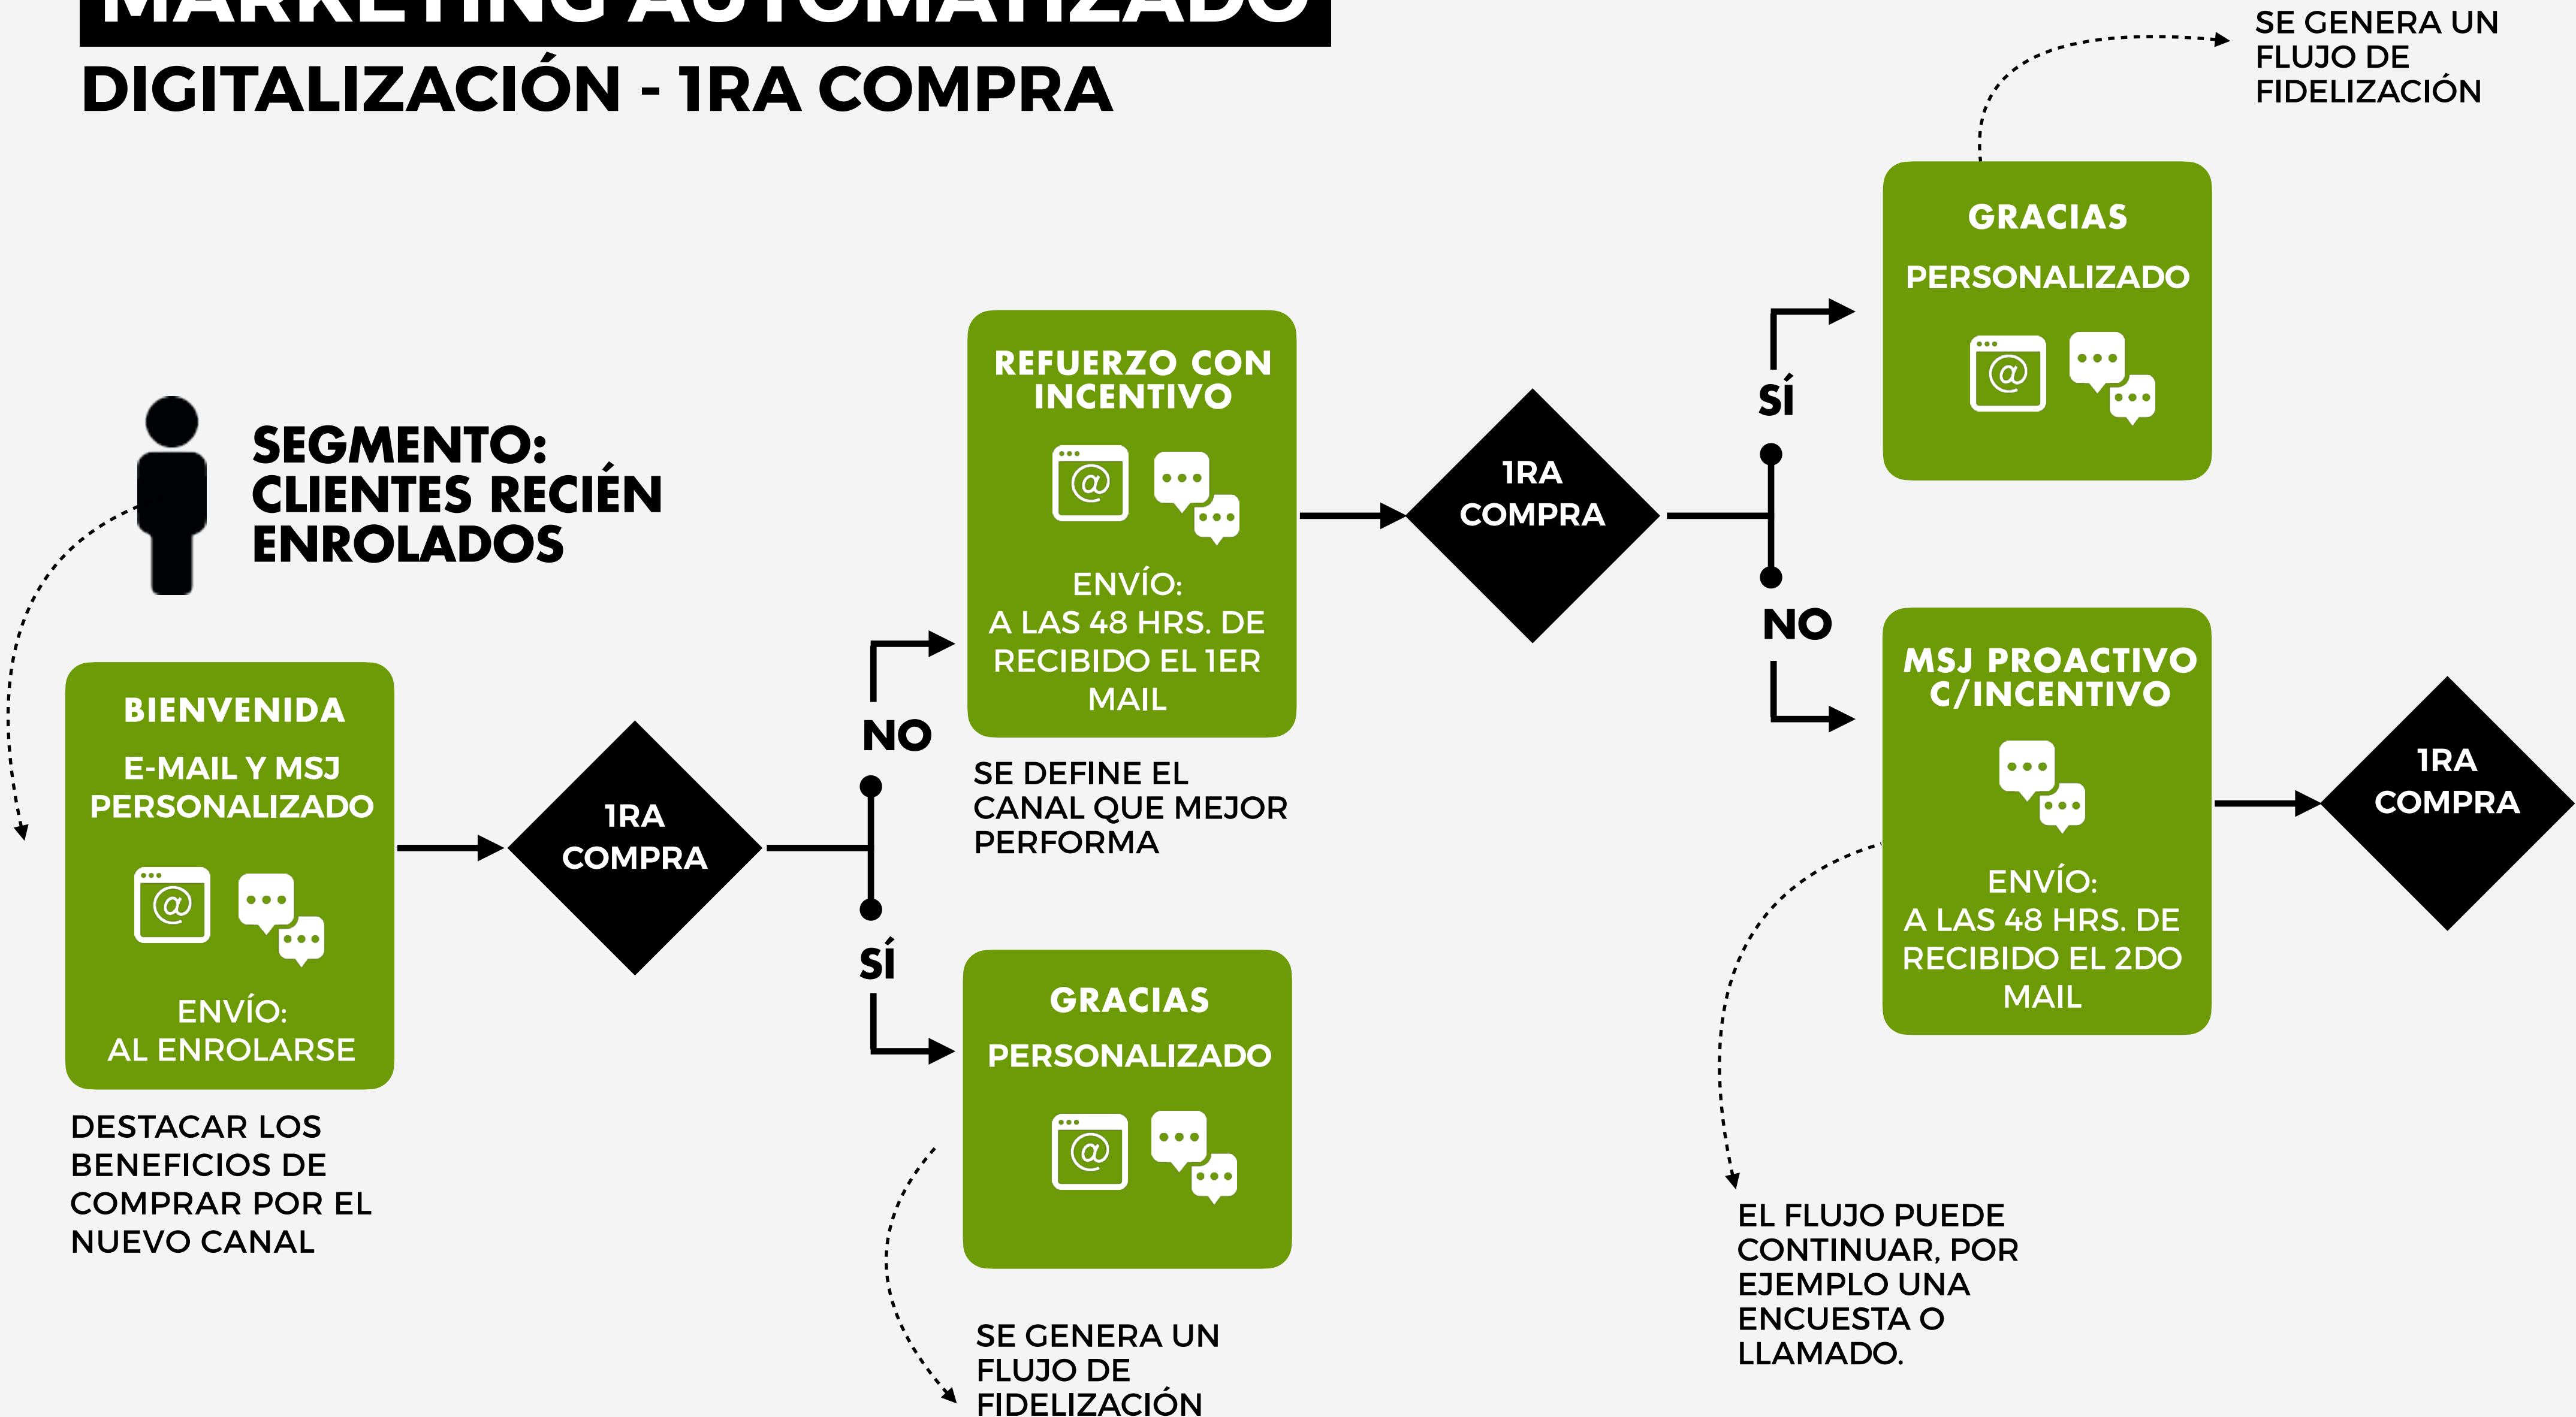 MARKETING AUTOMATIZADO
DIGITALIZACIÓN - 1RA COMPRA
SEGMENTO:
CLIENTES RECIÉN
ENROLADOS
BIENVENIDA
E-MAIL Y MSJ
PERSONALIZADO
@
ENVÍO:
AL ENROLARSE
DESTACAR LOS
BENEFICIOS DE
COMPRAR POR EL
NUEVO CANAL
1RA
COMPRA
NO
SÍ
REFUERZO CON
INCENTIVO
@
ENVÍO:
A LAS 48 HRS. DE
RECIBIDO EL 1ER
MAIL
SE DEFINE EL
CANAL QUE MEJOR
PERFORMA
GRACIAS
PERSONALIZADO
@
SE GENERA UN
FLUJO DE
FIDELIZACIÓN
1RA
COMPRA
SÍ
NO
GRACIAS
PERSONALIZADO
@
SE GENERA UN
FLUJO DE
FIDELIZACIÓN
MSJ PROACTIVO
C/INCENTIVO
ENVÍO:
A LAS 48 HRS. DE
RECIBIDO EL 2DO
MAIL
EL FLUJO PUEDE
CONTINUAR, POR
EJEMPLO UNA
ENCUESTA O
LLAMADO.
1RA
COMPRA